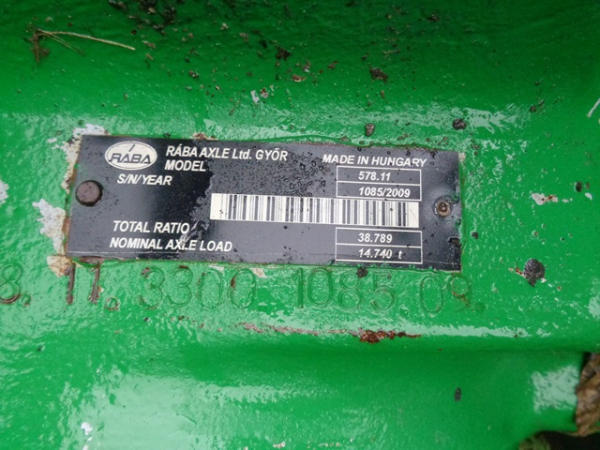 RÁBA
RÁBA AXLE Ltd. GYŐR MADE IN HUNGARY
MODEL 578.11
S/N/YEAR 1085/2009
TOTAL RATIO 38.789
NOMINAL AXLE LOAD 14.740 t
8. 11. 3300 1085 09.